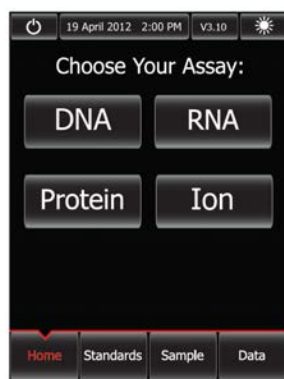 19 April 2012 2:00 PM V3.10
Choose Your Assay:
DNA RNA
Protein Ion
Home Standards Sample Data